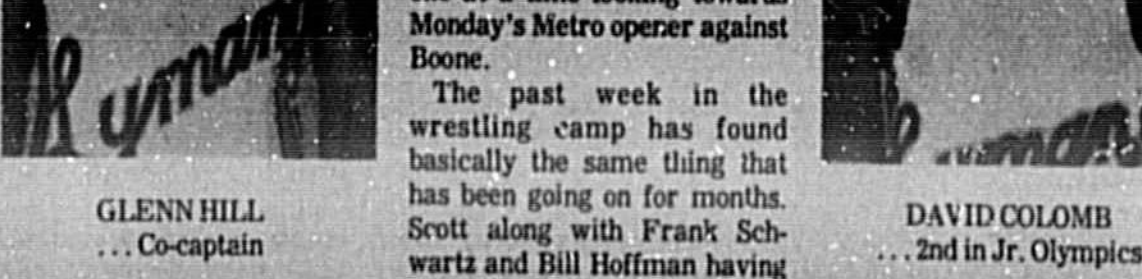 Monday's Metro opener against
Boone.
The past week in the
wrestling camp has found
basically the same thing that
has been going on for months.
Scott along with Frank Sch-
wartz and Bill Hoffman having
GLENN HILL
... Co-captain
DAVID COLOMB
... 2nd in Jr. Olympics